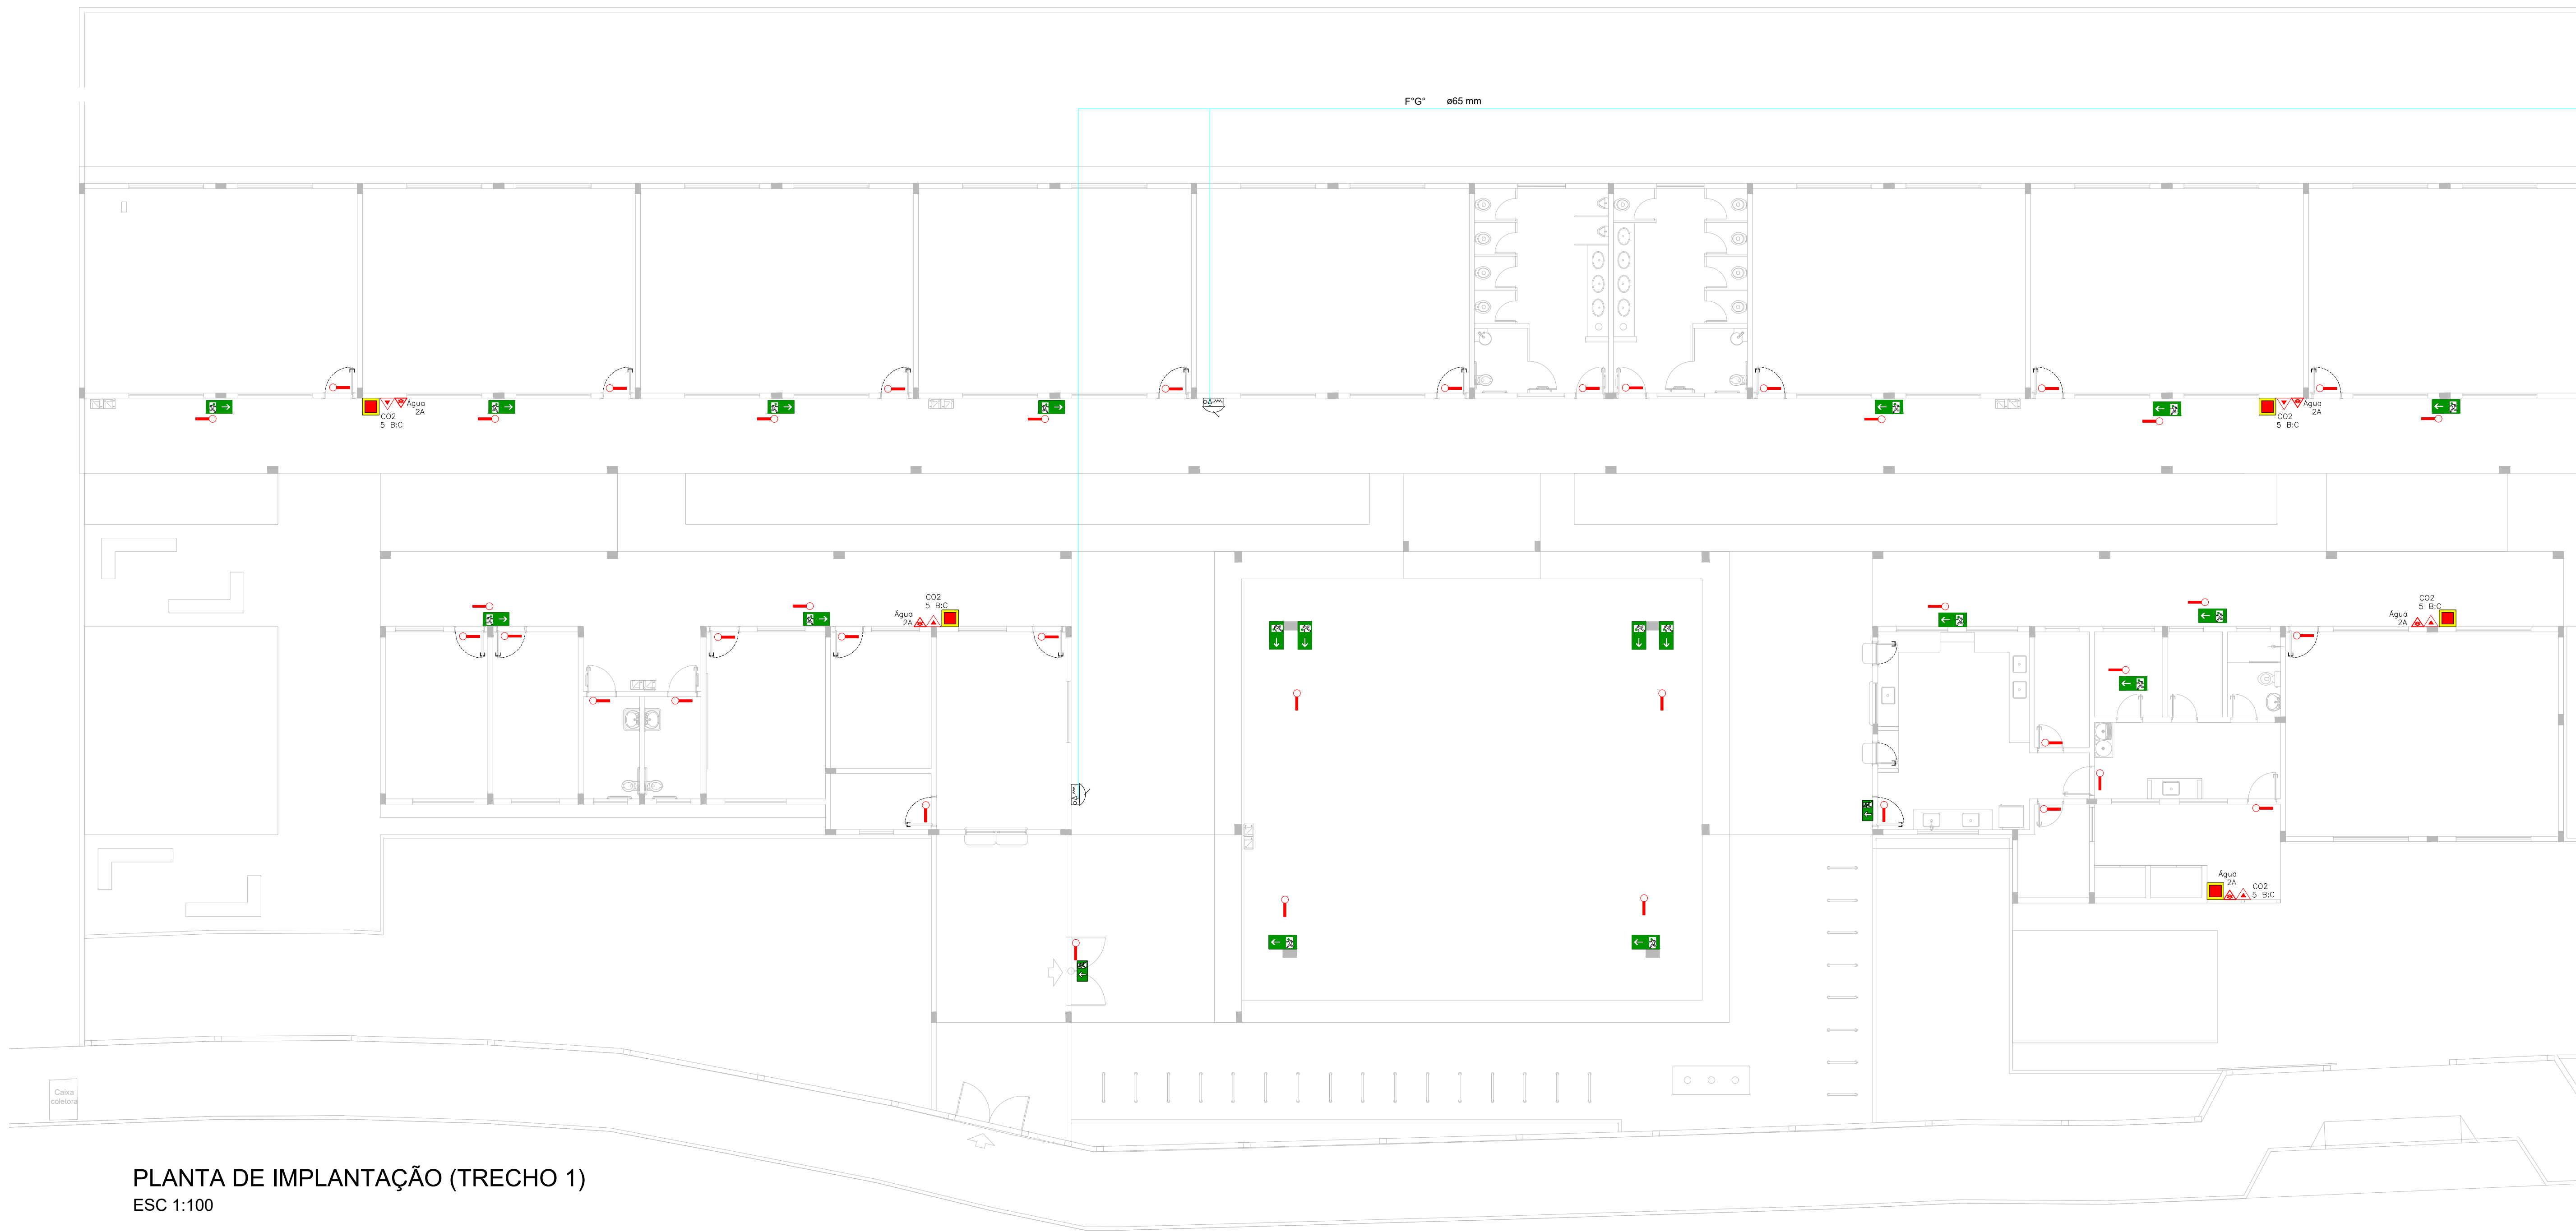 F°G° ø65 mm
Água
2A
CO2
5 B:C
Água
2A
CO2
5 B:C
CO2
5 B:C
Água
2A
CO2
5 B:C
Água
2A
Água
2A
CO2
5 B:C
Caixa
coletora
PLANTA DE IMPLANTAÇÃO (TRECHO 1)
ESC 1:100